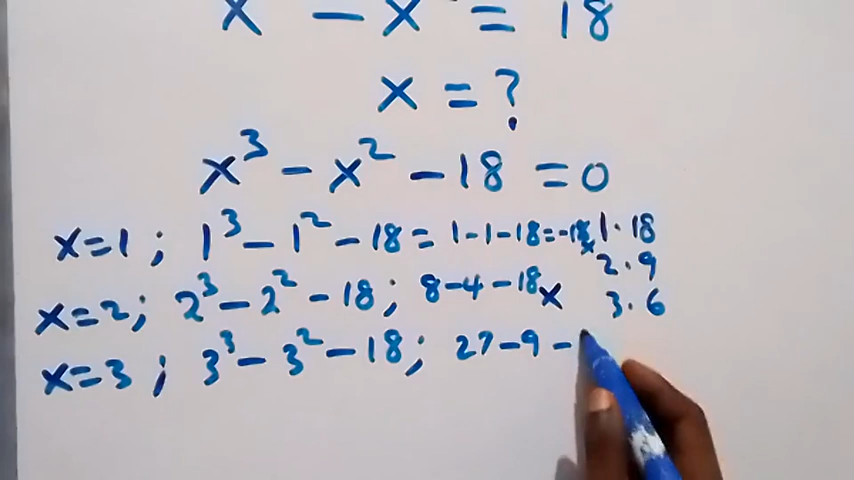 x - x = 18
x = ?
x³ - x² - 18 = 0
x=1 ; 1³ - 1² - 18 = 1-1-18=-18 x 1·18
2·9
x=2; 2³ - 2² - 18 ; 8-4-18 x 3·6
x=3 ; 3³ - 3² - 18 ; 27-9-